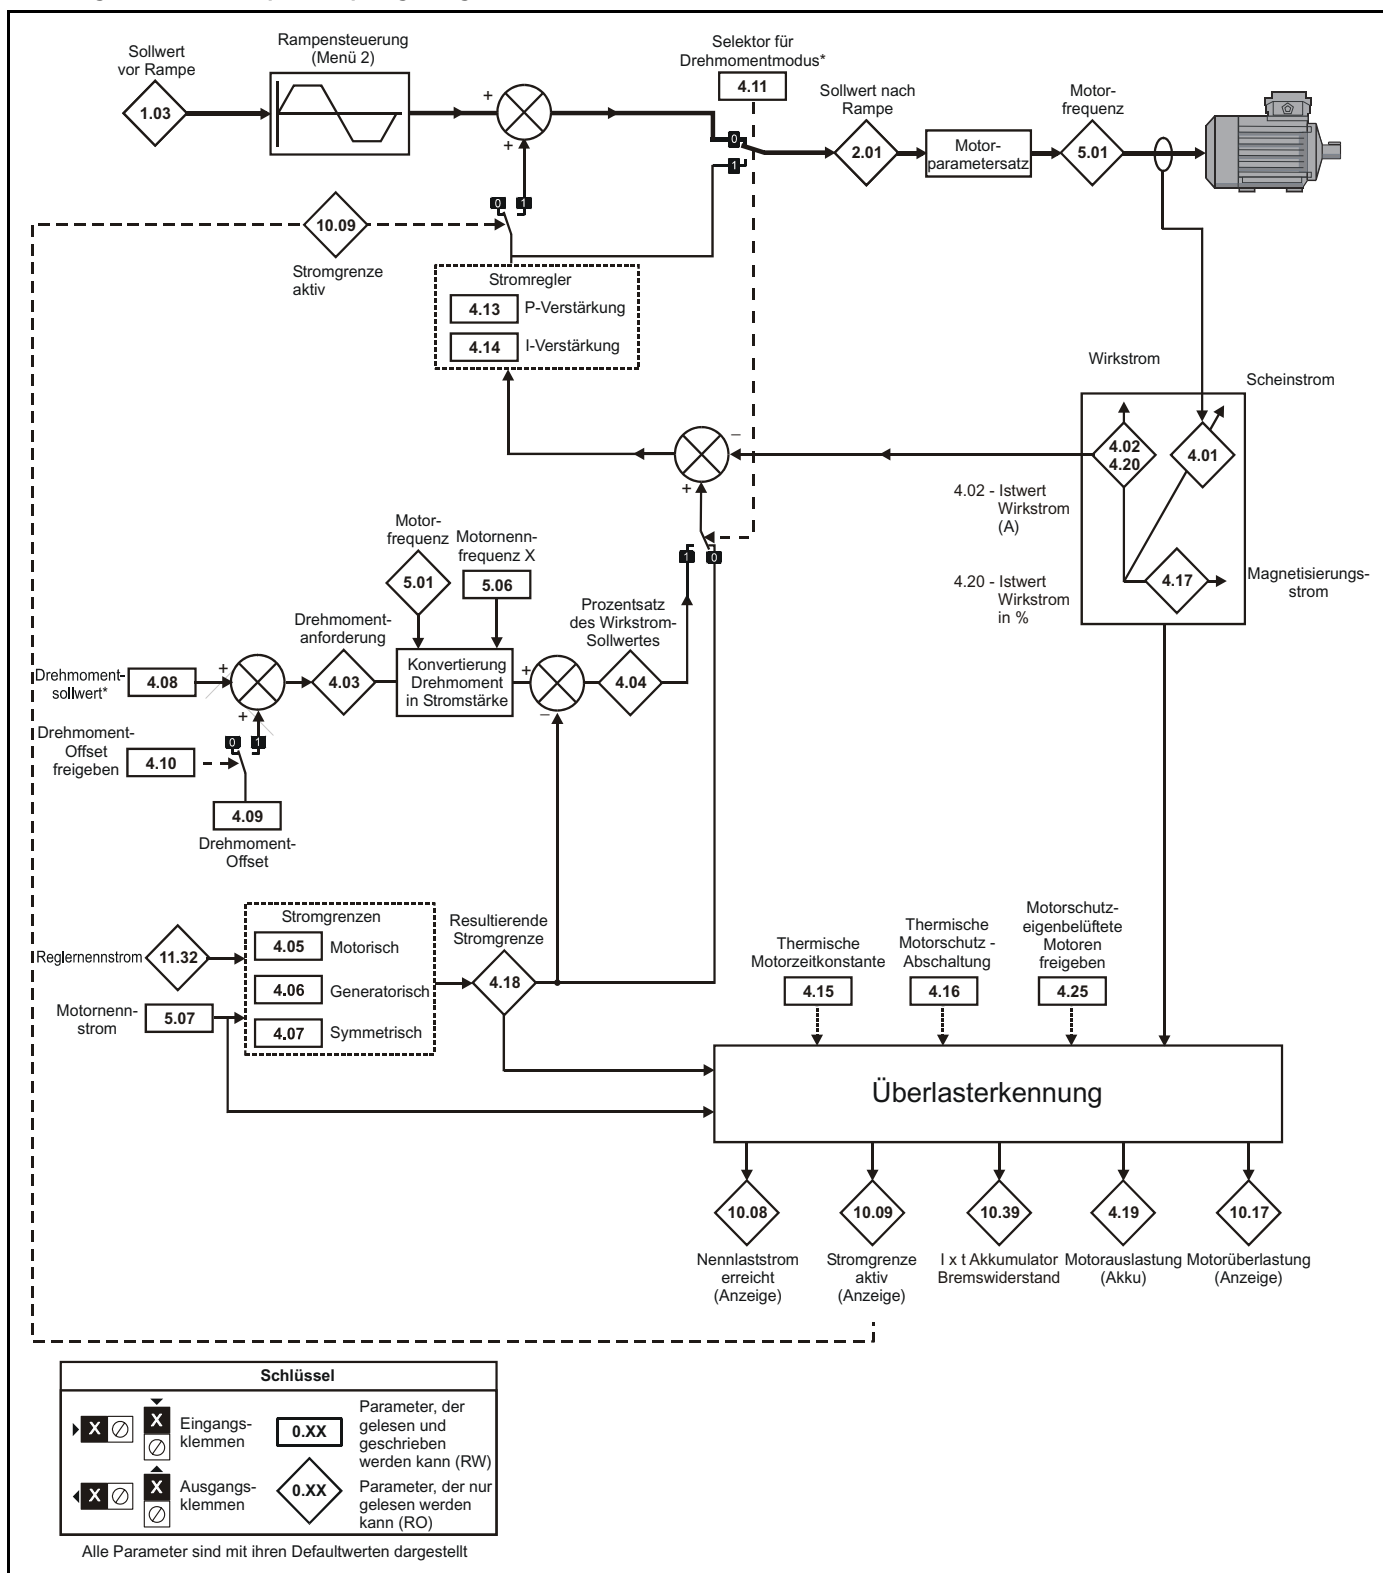 Sollwert
vor Rampe
1.03
Rampensteuerung
(Menü 2)
+
+
Selektor für
Drehmomentmodus*
4.11
0
1
Sollwert nach
Rampe
2.01
Motor-
parametersatz
Motor-
frequenz
5.01
0 1
10.09
Stromgrenze
aktiv
Stromregler
4.13 P-Verstärkung
4.14 I-Verstärkung
Wirkstrom
Scheinstrom
4.02
4.20
4.01
4.17
Magnetisierungs-
strom
4.02 - Istwert
Wirkstrom
(A)
4.20 - Istwert
Wirkstrom
in %
–
+
1 0
Motor-
frequenz
5.01
Motornenn-
frequenz X
5.06
Prozentsatz
des Wirkstrom-
Sollwertes
4.04
Drehmoment-
anforderung
4.03
Konvertierung
Drehmoment
in Stromstärke
+
–
Drehmoment-
sollwert*
4.08
+
+
Drehmoment-
Offset
freigeben
4.10
0 1
4.09
Drehmoment-
Offset
Reglernennstrom
11.32
Motornenn-
strom
5.07
Stromgrenzen
4.05 Motorisch
4.06 Generatorisch
4.07 Symmetrisch
Resultierende
Stromgrenze
4.18
Thermische
Motorzeitkonstante
4.15
Thermische
Motorschutz -
Abschaltung
4.16
Motorschutz-
eigenbelüftete
Motoren
freigeben
4.25
Überlasterkennung
10.08
Nennlaststrom
erreicht
(Anzeige)
10.09
Stromgrenze
aktiv
(Anzeige)
10.39
I x t Akkumulator
Bremswiderstand
4.19
Motorauslastung
(Akku)
10.17
Motorüberlastung
(Anzeige)
Schlüssel
X
X
Eingangs-
klemmen
0.XX
Parameter, der
gelesen und
geschrieben
werden kann (RW)
X
X
Ausgangs-
klemmen
0.XX
Parameter, der nur
gelesen werden
kann (RO)
Alle Parameter sind mit ihren Defaultwerten dargestellt